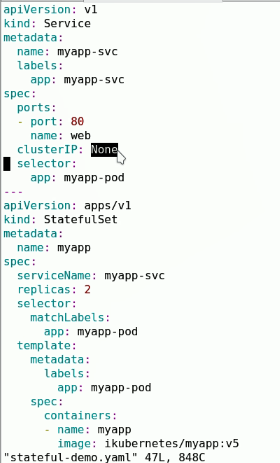 apiVersion: v1
kind: Service
metadata:
  name: myapp-svc
  labels:
    app: myapp-svc
spec:
  ports:
  - port: 80
    name: web
  clusterIP: None
  selector:
    app: myapp-pod
---
apiVersion: apps/v1
kind: StatefulSet
metadata:
  name: myapp
spec:
  serviceName: myapp-svc
  replicas: 2
  selector:
    matchLabels:
      app: myapp-pod
  template:
    metadata:
      labels:
        app: myapp-pod
    spec:
      containers:
      - name: myapp
        image: ikubernetes/myapp:v5
"stateful-demo.yaml" 47L, 848C